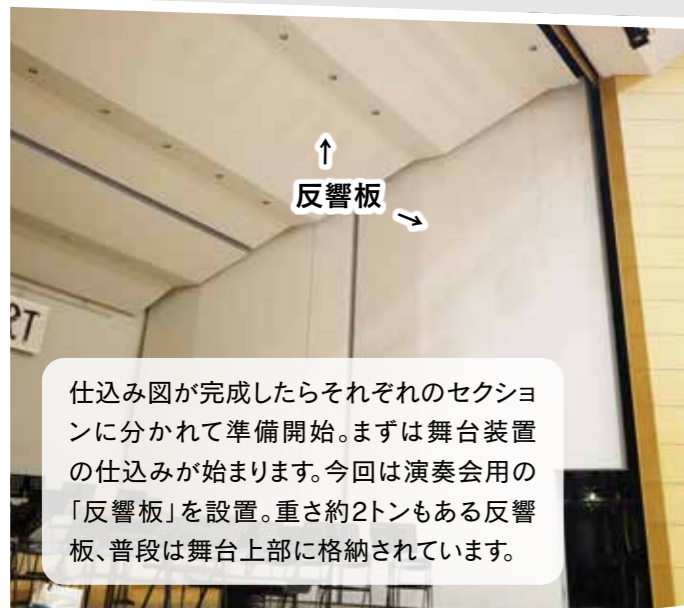 ↑
反響板
→
RT
仕込み図が完成したらそれぞれのセクショ
ンに分かれて準備開始。まずは舞台装置
の仕込みが始まります。今回は演奏会用の
「反響板」を設置。重さ約2トンもある反響
板、普段は舞台上部に格納されています。